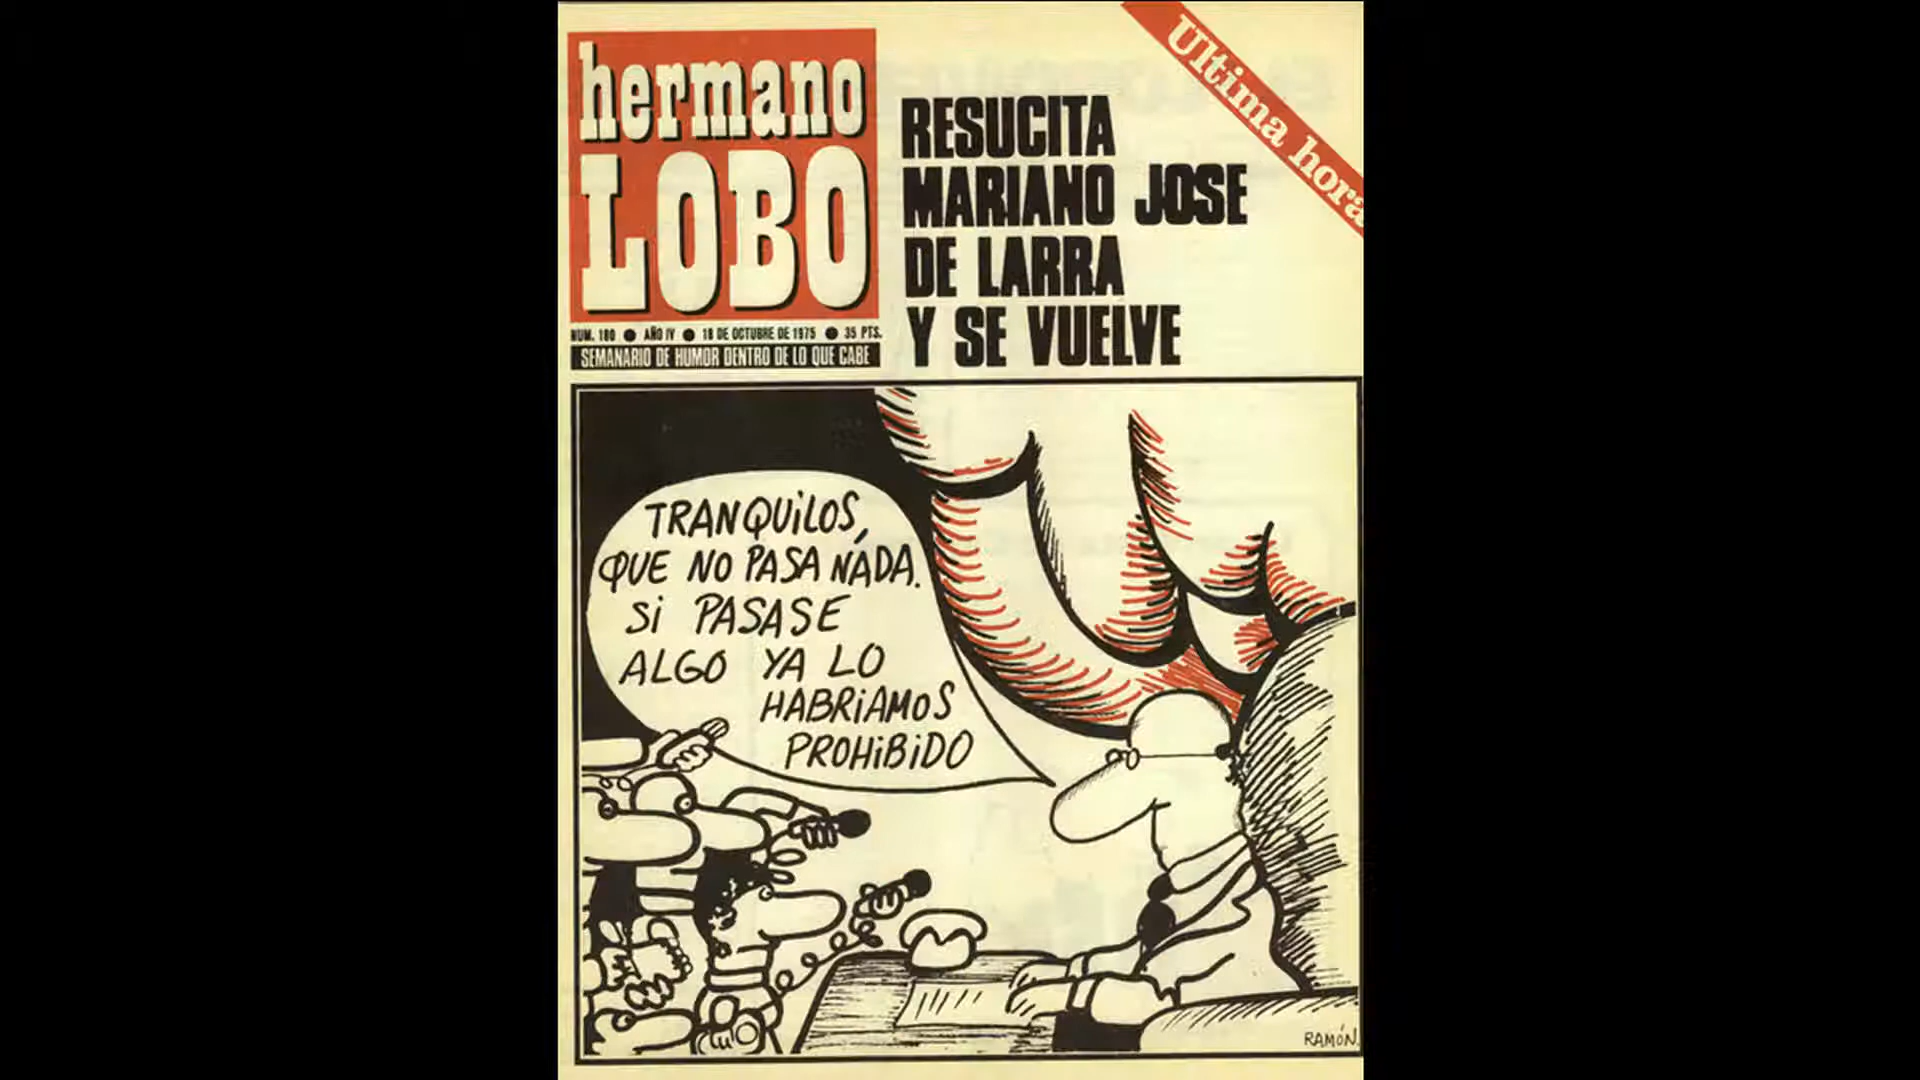 hermano
LOBO
NUM. 180 ● AÑO IV ● 18 DE OCTUBRE DE 1975 ● 35 PTS.
SEMANARIO DE HUMOR DENTRO DE LO QUE CABE
Ultima hora
RESUCITA
MARIANO JOSE
DE LARRA
Y SE VUELVE
TRANQUILOS,
QUE NO PASA NADA.
Si PASASE
ALGO YA LO
HABRIAMOS
PROHIBIDO
RAMÓN